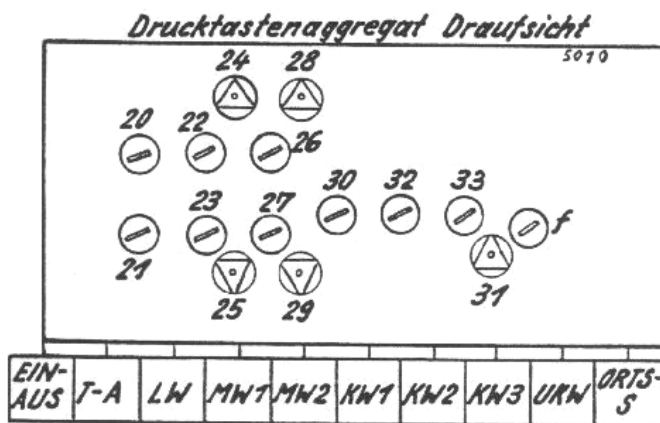 Drucktastenaggregat Draufsicht
5010
24 28
20 22 26
30 32 33 f
21 23 27
25 29 31
EIN-AUS T-A LW MW1 MW2 KW1 KW2 KW3 UKW ORTS-S